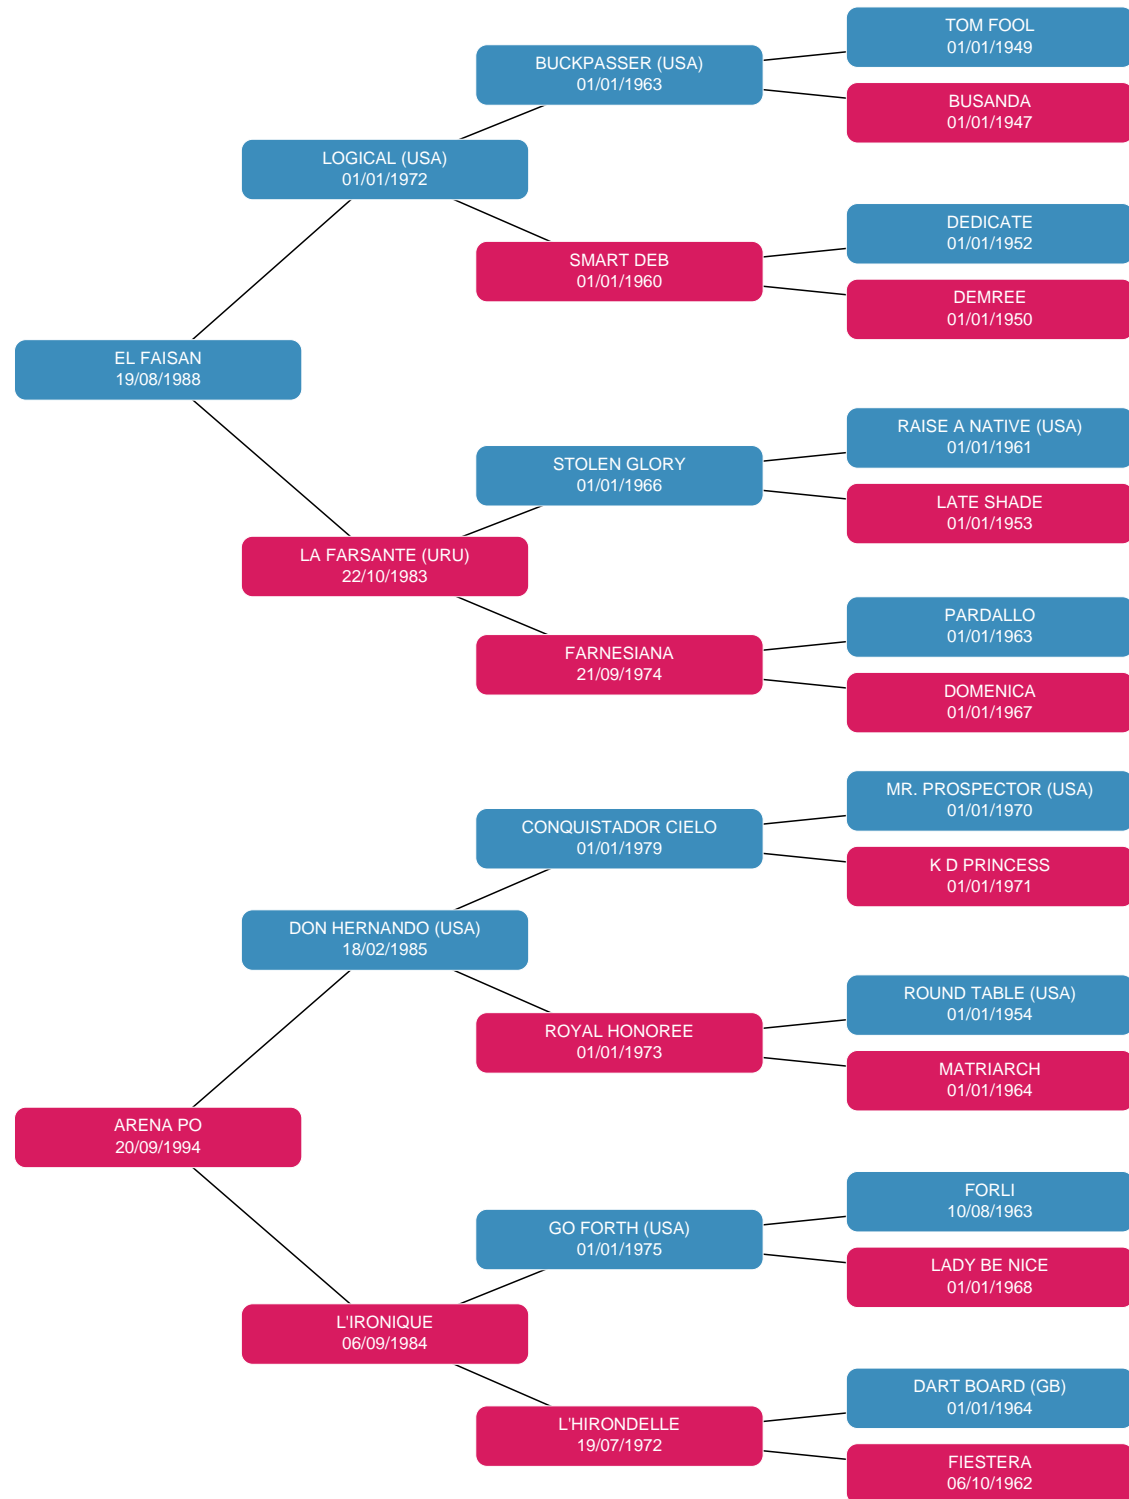 TOM FOOL
01/01/1949
BUCKPASSER (USA)
01/01/1963
BUSANDA
01/01/1947
LOGICAL (USA)
01/01/1972
DEDICATE
01/01/1952
SMART DEB
01/01/1960
DEMREE
01/01/1950
EL FAISAN
19/08/1988
RAISE A NATIVE (USA)
01/01/1961
STOLEN GLORY
01/01/1966
LATE SHADE
01/01/1953
LA FARSANTE (URU)
22/10/1983
PARDALLO
01/01/1963
FARNESIANA
21/09/1974
DOMENICA
01/01/1967
MR. PROSPECTOR (USA)
01/01/1970
CONQUISTADOR CIELO
01/01/1979
K D PRINCESS
01/01/1971
DON HERNANDO (USA)
18/02/1985
ROUND TABLE (USA)
01/01/1954
ROYAL HONOREE
01/01/1973
MATRIARCH
01/01/1964
ARENA PO
20/09/1994
FORLI
10/08/1963
GO FORTH (USA)
01/01/1975
LADY BE NICE
01/01/1968
L'IRONIQUE
06/09/1984
DART BOARD (GB)
01/01/1964
L'HIRONDELLE
19/07/1972
FIESTERA
06/10/1962